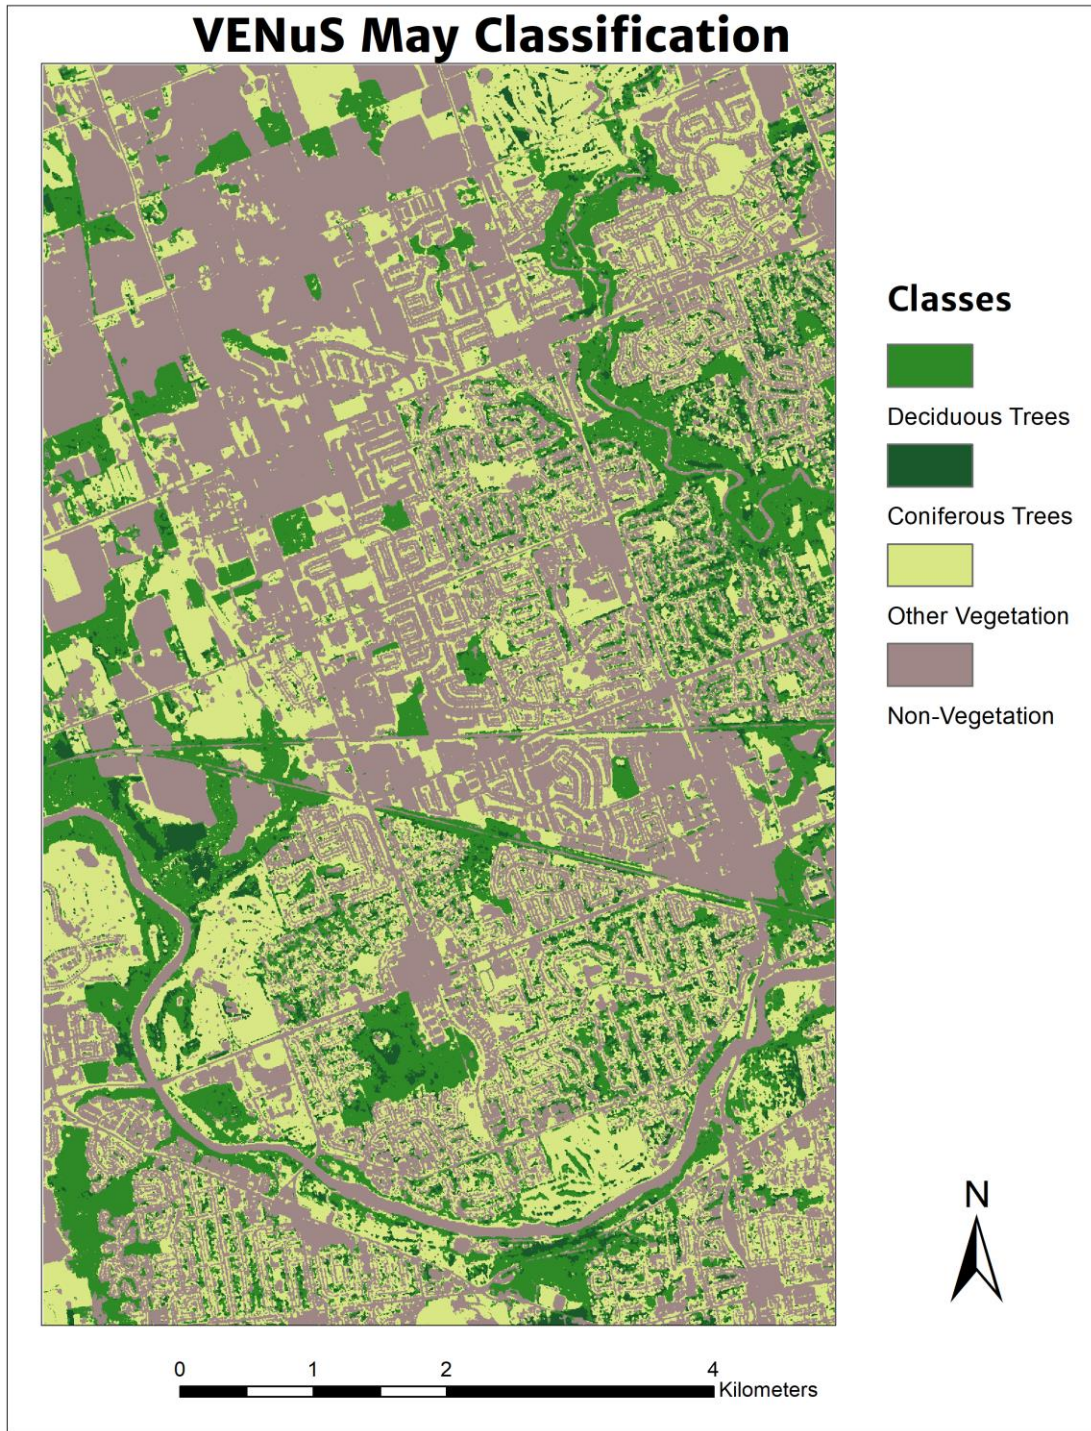 VENuS May Classification
Classes
Deciduous Trees
Coniferous Trees
Other Vegetation
Non-Vegetation
N
0 1 2 4
Kilometers